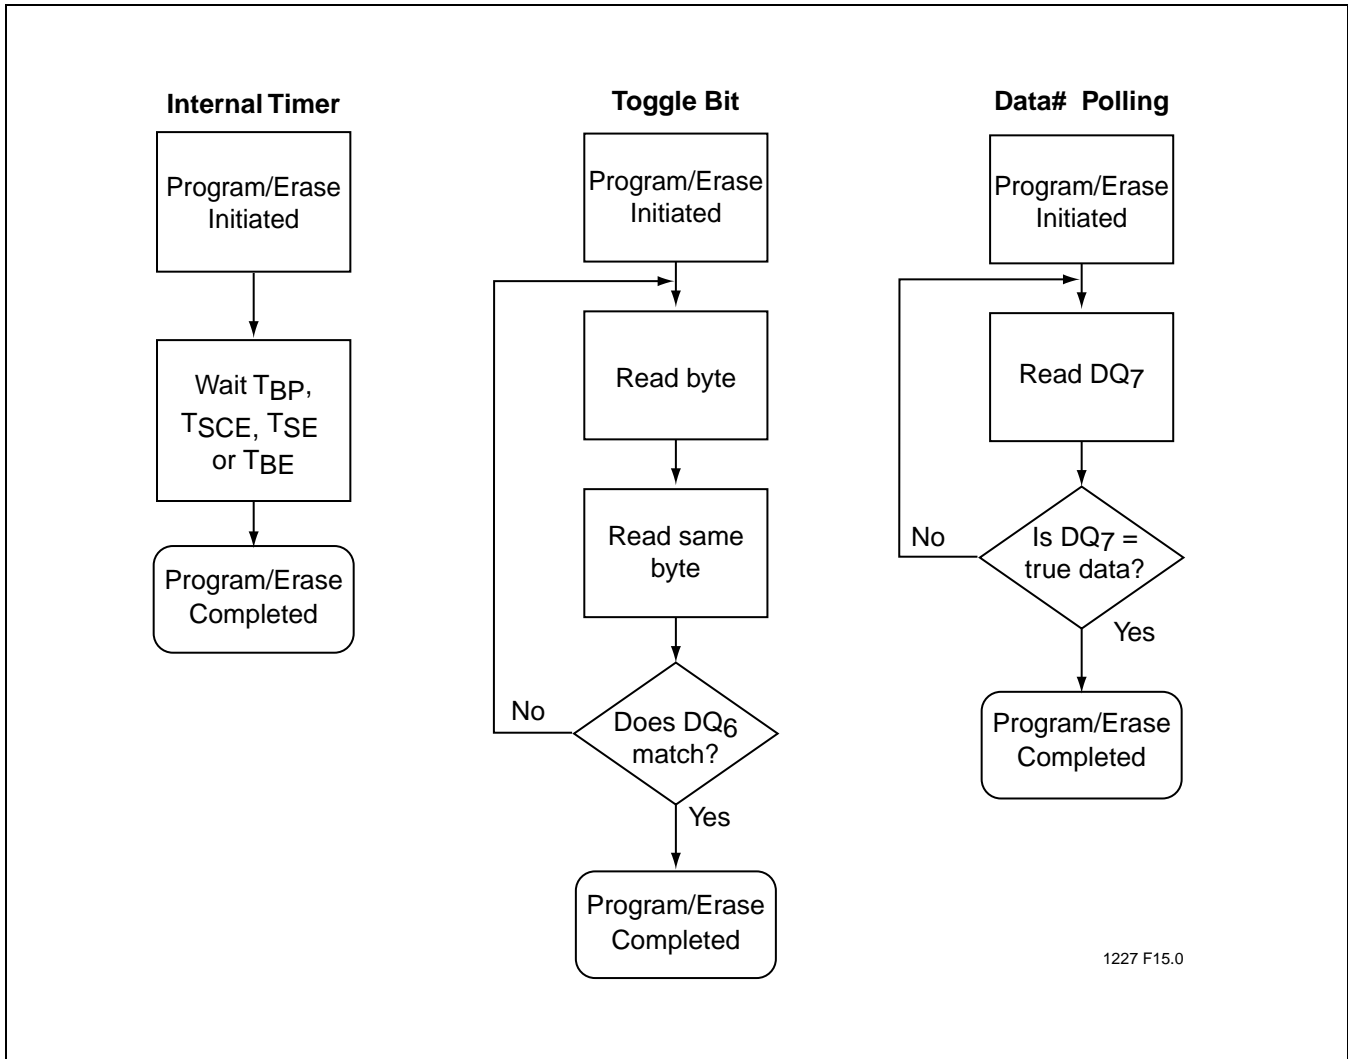 Internal Timer
Program/Erase
Initiated
Wait TBP,
TSCE, TSE
or TBE
Program/Erase
Completed
Toggle Bit
Program/Erase
Initiated
Read byte
Read same
byte
Does DQ6
match?
No
Yes
Program/Erase
Completed
Data# Polling
Program/Erase
Initiated
Read DQ7
Is DQ7 =
true data?
No
Yes
Program/Erase
Completed
1227 F15.0